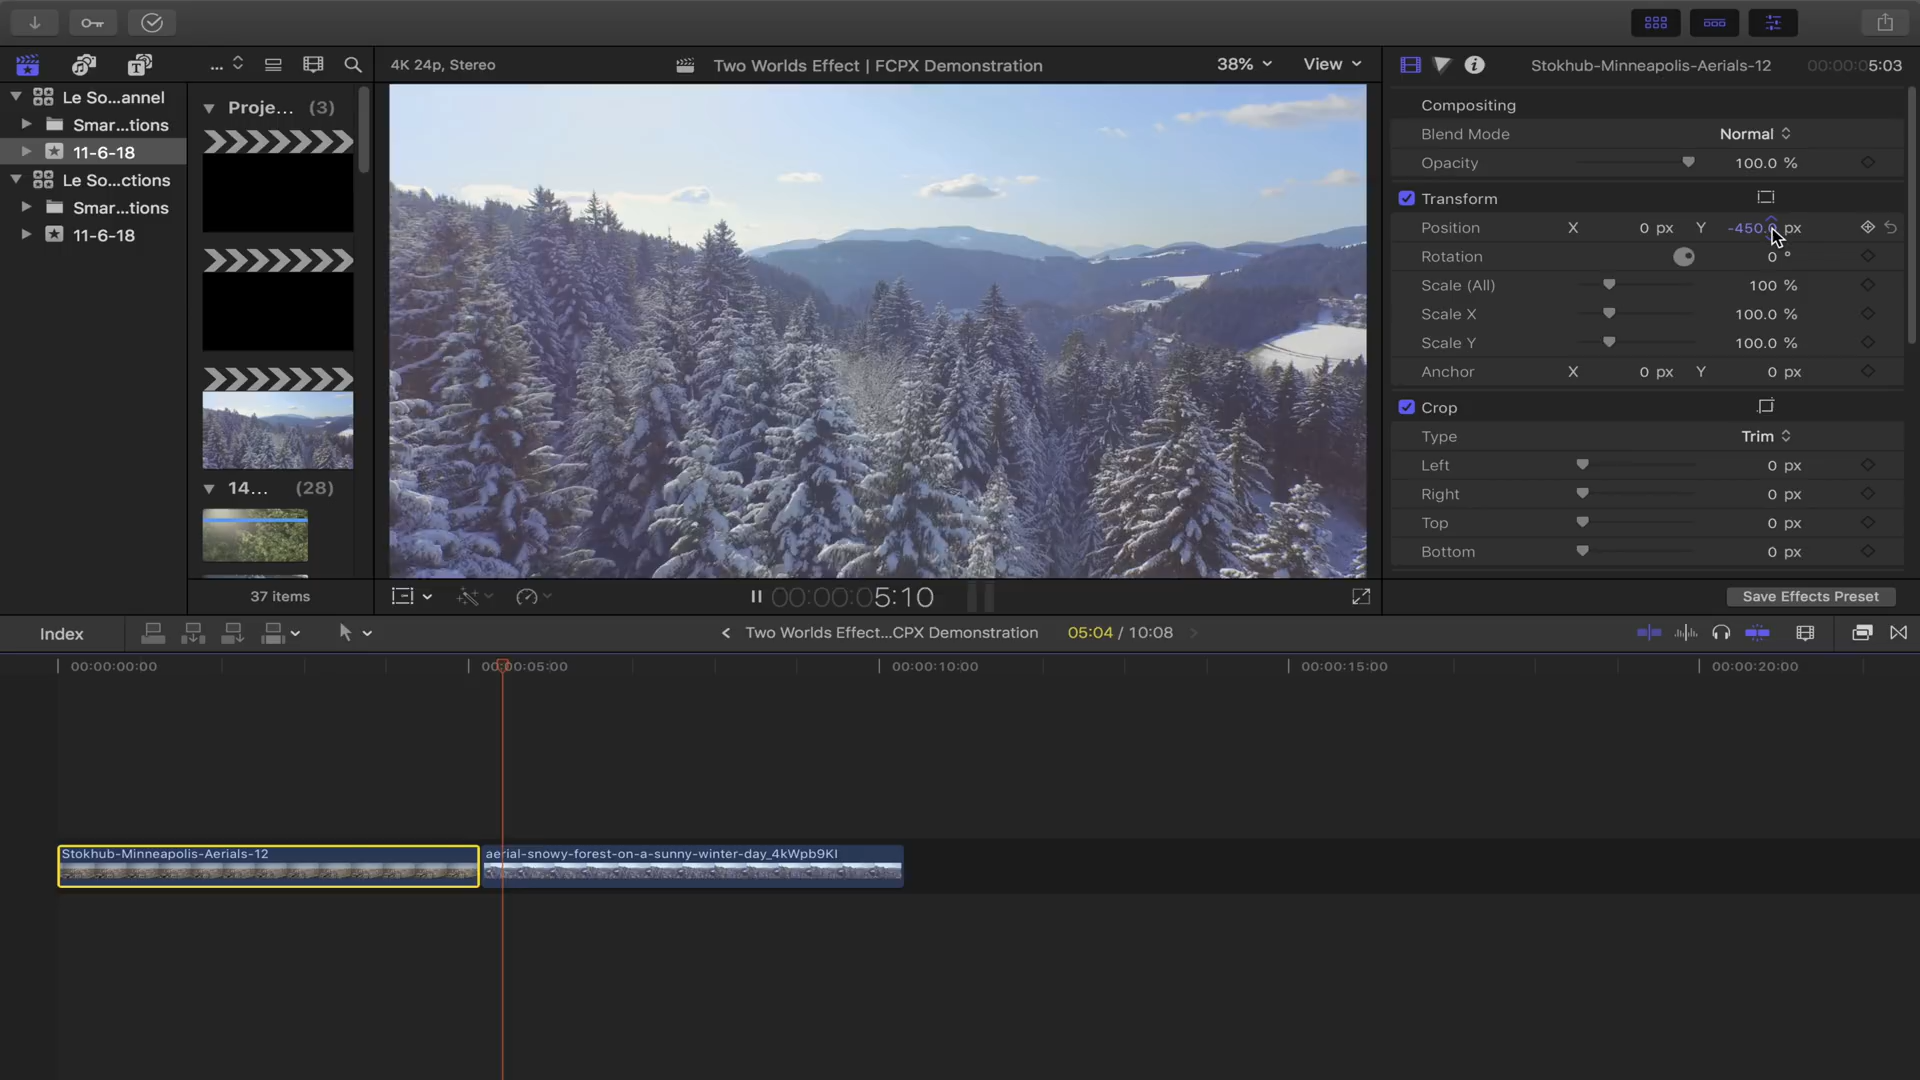 4K 24p, Stereo
Two Worlds Effect | FCPX Demonstration
38%
View
Stokhub-Minneapolis-Aerials-12
00:00:00:05:03
...
Le So...annel
Smar...tions
11-6-18
Le So...ctions
Smar...tions
11-6-18
Proje... (3)
14... (28)
37 items
Compositing
Blend Mode Normal
Opacity 100.0 %
Transform
Position X 0 px Y -450.0 px
Rotation 0 °
Scale (All) 100 %
Scale X 100.0 %
Scale Y 100.0 %
Anchor X 0 px Y 0 px
Crop
Type Trim
Left 0 px
Right 0 px
Top 0 px
Bottom 0 px
Save Effects Preset
00:00:05:10
Index
Two Worlds Effect...CPX Demonstration
05:04 / 10:08
00:00:00:00
00:00:05:00
00:00:10:00
00:00:15:00
00:00:20:00
Stokhub-Minneapolis-Aerials-12
aerial-snowy-forest-on-a-sunny-winter-day_4kWpb9KI